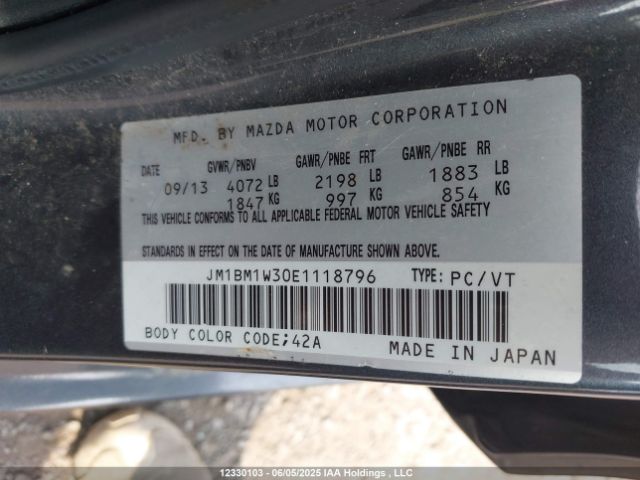 MFD. BY MAZDA MOTOR CORPORATION
DATE GVWR/PNBV GAWR/PNBE FRT GAWR/PNBE RR
09/13 4072 LB 2198 LB 1883 LB
1847 KG 997 KG 854 KG
THIS VEHICLE CONFORMS TO ALL APPLICABLE FEDERAL MOTOR VEHICLE SAFETY
STANDARDS IN EFFECT ON THE DATE OF MANUFACTURE SHOWN ABOVE.
JM1BM1W30E1118796 TYPE: PC/VT
BODY COLOR CODE;42A MADE IN JAPAN
12330103 - 06/05/2025 IAA Holdings , LLC